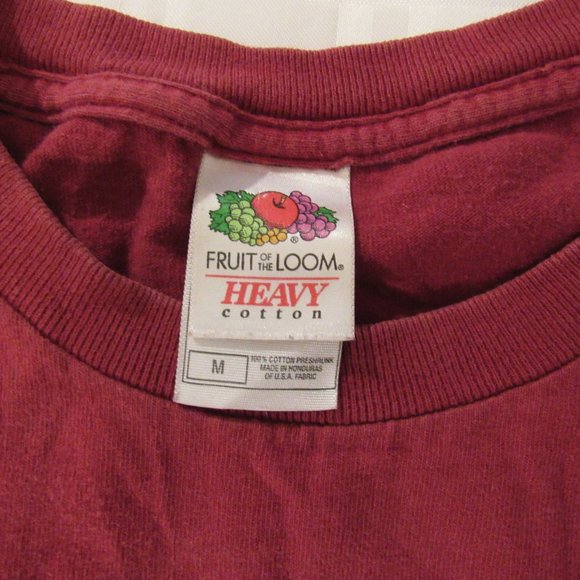 ®
FRUIT OF THE LOOM®
HEAVY
cotton
M
100% COTTON PRESHRUNK
MADE IN HONDURAS
OF U.S.A. FABRIC